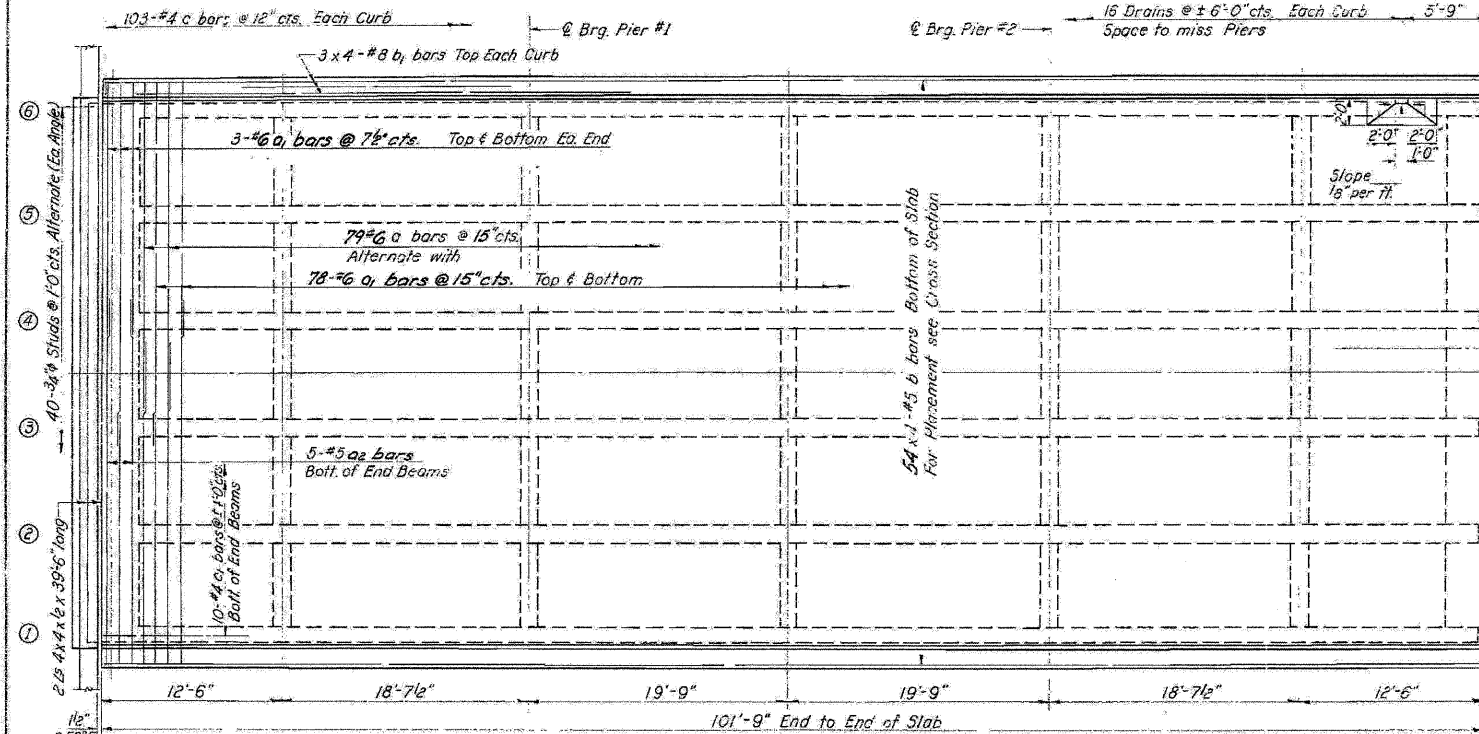 103-#4 c bars @ 12" cts. Each Curb
℄ Brg. Pier #1
℄ Brg. Pier #2
16 Drains @ ± 6'-0" cts. Each Curb
Space to miss Piers
5'-9"
3 x 4-#8 b₁ bars Top Each Curb
3-#6 a₁ bars @ 7½" cts. Top & Bottom Ea. End
2'-0"
2'-0"
2'-0"
1'-0"
Slope
1/8" per ft.
79-#6 a bars @ 15" cts.
Alternate with
78-#6 a₁ bars @ 15" cts. Top & Bottom
54 x 4-#5 b bars Bottom of Slab
For Placement see Cross Section
5-#5 a2 bars
Bott. of End Beams
10-#4 c₁ bars @ ± 1'-0" cts.
Bott. of End Beams
6
5
4
3
2
1
40-3/4"ϕ Studs @ 1'-0" cts. Alternate (Ea. Angle)
2 Ls 4 x 4 x 1/2 x 39'-6" long
12'-6"
18'-7½"
19'-9"
19'-9"
18'-7½"
12'-6"
1½"
101'-9" End to End of Slab